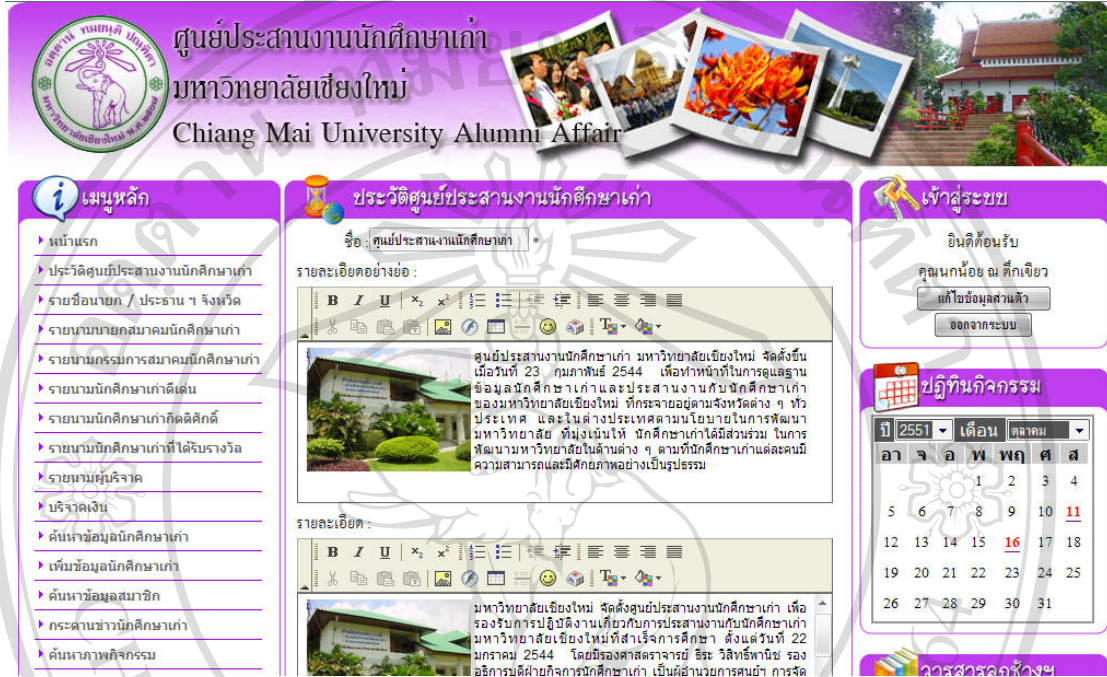 ศูนย์ประสานงานนักศึกษาเก่า
มหาวิทยาลัยเชียงใหม่
Chiang Mai University Alumni Affair
เมนูหลัก
หน้าแรก
ประวัติศูนย์ประสานงานนักศึกษาเก่า
รายชื่อนายก / ประธาน ฯ จังหวัด
รายนามนายกสมาคมนักศึกษาเก่า
รายนามกรรมการสมาคมนักศึกษาเก่า
รายนามนักศึกษาเก่าดีเด่น
รายนามนักศึกษาเก่ากิตติศักดิ์
รายนามนักศึกษาเก่าที่ได้รับรางวัล
รายนามผู้บริจาค
บริจาคเงิน
ค้นหาข้อมูลนักศึกษาเก่า
เพิ่มข้อมูลนักศึกษาเก่า
ค้นหาข้อมูลสมาชิก
กระดานข่าวนักศึกษาเก่า
ค้นหาภาพกิจกรรม
ประวัติศูนย์ประสานงานนักศึกษาเก่า
ชื่อ : ศูนย์ประสานงานนักศึกษาเก่า *
รายละเอียดอย่างย่อ :
B I U x₂ x²
ศูนย์ประสานงานนักศึกษาเก่า มหาวิทยาลัยเชียงใหม่ จัดตั้งขึ้น
เมื่อวันที่ 23 กุมภาพันธ์ 2544 เพื่อทำหน้าที่ในการดูแลฐาน
ข้อมูลนักศึกษาเก่าและประสานงานกับนักศึกษาเก่า
ของมหาวิทยาลัยเชียงใหม่ ที่กระจายอยู่ตามจังหวัดต่าง ๆ ทั่ว
ประเทศ และในต่างประเทศตามนโยบายในการพัฒนา
มหาวิทยาลัย ที่มุ่งเน้นให้ นักศึกษาเก่าได้มีส่วนร่วม ในการ
พัฒนามหาวิทยาลัยในด้านต่าง ๆ ตามที่นักศึกษาเก่าแต่ละคนมี
ความสามารถและมีศักยภาพอย่างเป็นรูปธรรม
รายละเอียด :
B I U x₂ x²
มหาวิทยาลัยเชียงใหม่ จัดตั้งศูนย์ประสานงานนักศึกษาเก่า เพื่อ
รองรับการปฏิบัติงานเกี่ยวกับการประสานงานกับนักศึกษาเก่า
มหาวิทยาลัยเชียงใหม่ที่สำเร็จการศึกษา ตั้งแต่วันที่ 22
มกราคม 2544 โดยมีรองศาสตราจารย์ ธีระ วิสิทธิ์พานิช รอง
อธิการบดีฝ่ายกิจการนักศึกษาเก่า เป็นผู้อำนวยการศูนย์ฯ การจัด
เข้าสู่ระบบ
ยินดีต้อนรับ
คุณนกน้อย ณ ตึกเขียว
แก้ไขข้อมูลส่วนตัว
ออกจากระบบ
ปฏิทินกิจกรรม
ปี 2551 เดือน ตุลาคม
อา จ อ พ พฤ ศ ส
1 2 3 4
5 6 7 8 9 10 11
12 13 14 15 16 17 18
19 20 21 22 23 24 25
26 27 28 29 30 31
วารสารลูกช้างฯ